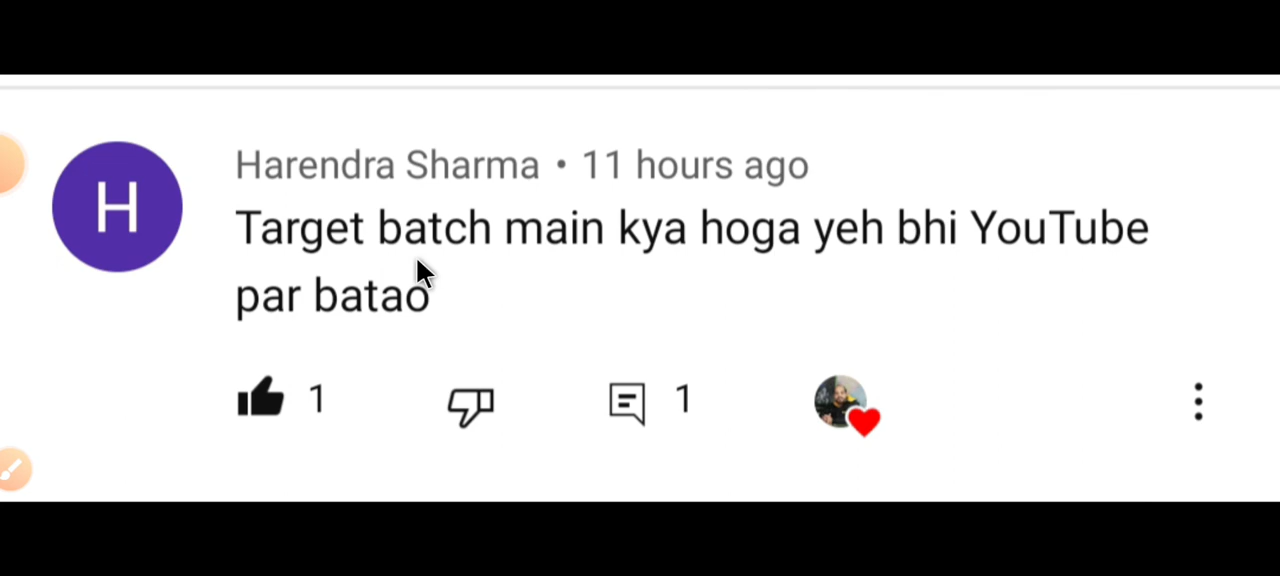 H
Harendra Sharma • 11 hours ago
Target batch main kya hoga yeh bhi YouTube
par batao
1
1